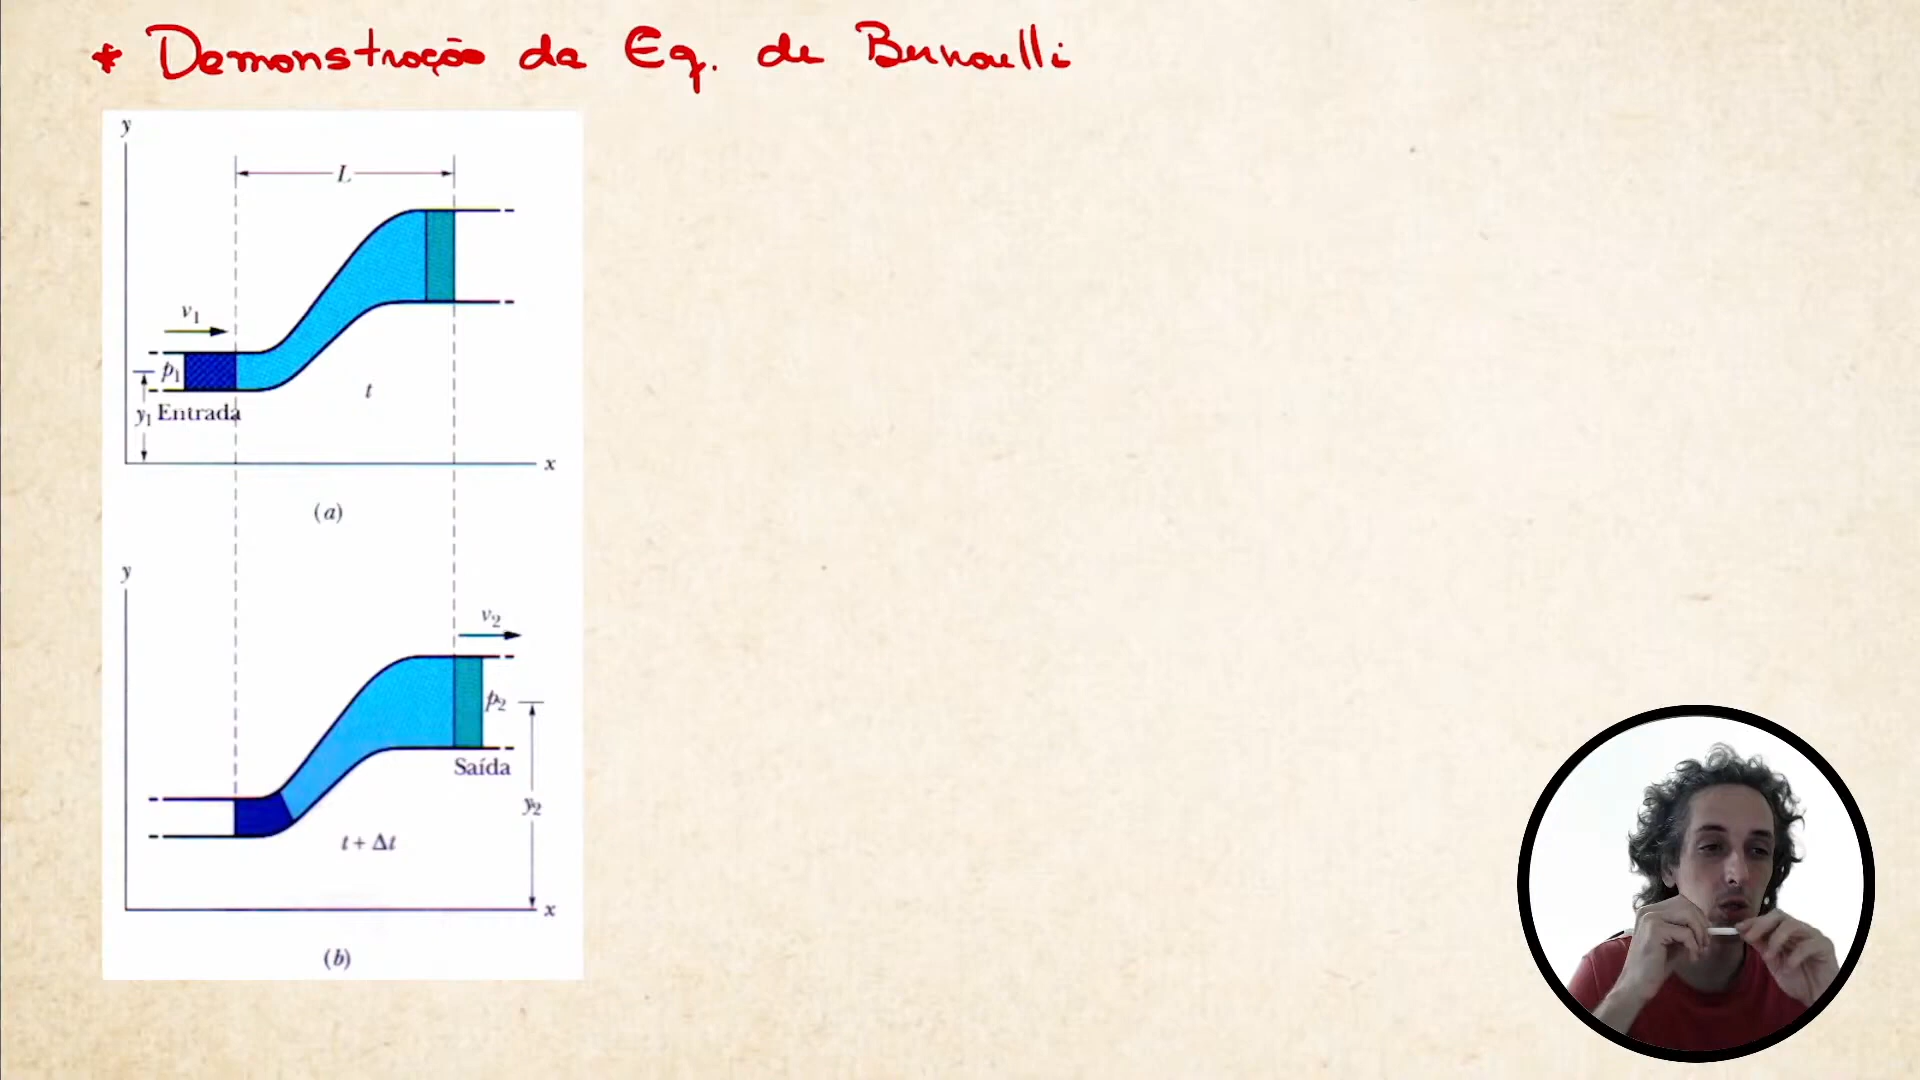 * Demonstração da Eq. de Bernoulli
y
L
v1
p1
t
y1 Entrada
x
(a)
y
v2
p2
Saída
y2
t + Δt
x
(b)